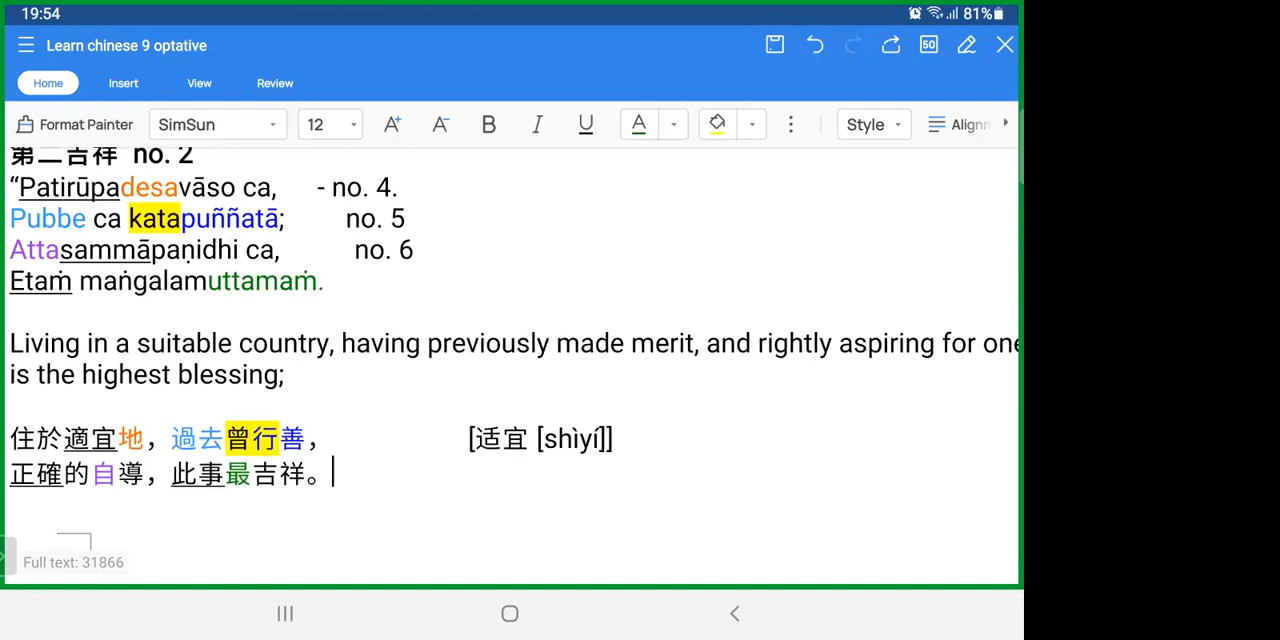 19:54
81%
Learn chinese 9 optative
50
Home Insert View Review
Format Painter SimSun 12 A+ A- B I U A Style Align
第二吉祥 no. 2
“Patirūpadesavāso ca, - no. 4.
Pubbe ca katapuññatā; no. 5
Attasammāpaṇidhi ca, no. 6
Etaṁ maṅgalamuttamaṁ.
Living in a suitable country, having previously made merit, and rightly aspiring for one
is the highest blessing;
住於適宜地，過去曾行善， [适宜 [shìyí]]
正確的自導，此事最吉祥。
Full text: 31866